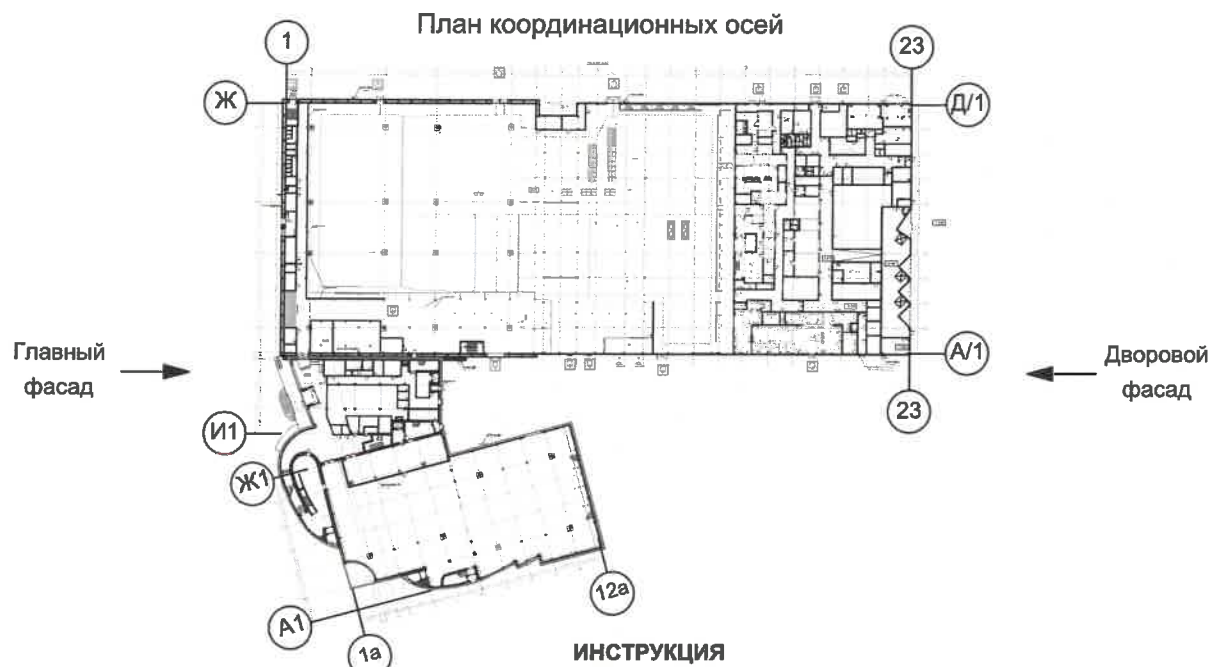 План координационных осей
1
23
Ж
Д/1
Главный
фасад
А/1
Дворовой
фасад
23
И1
Ж1
А1
12а
1а
ИНСТРУКЦИЯ